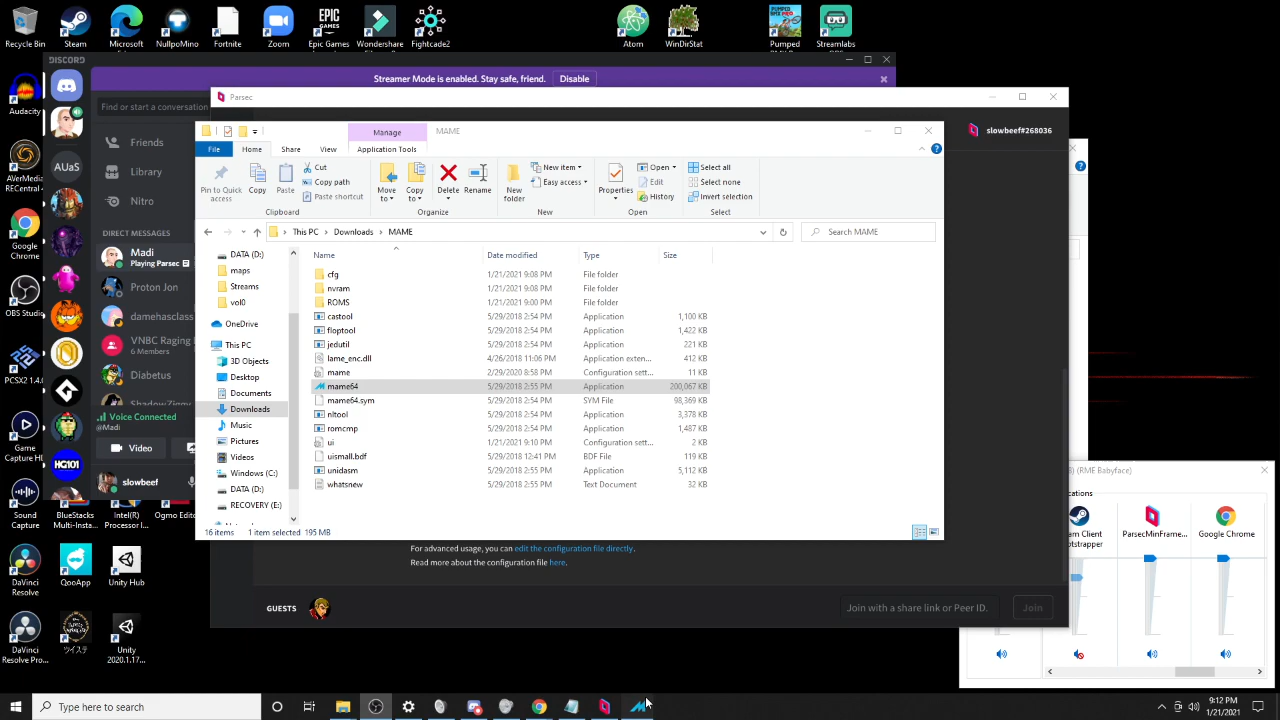 Recycle Bin
Steam
Microsoft Edge
NullpoMino
Fortnite
Zoom
Epic Games
Wondershare
Fightcade2
Atom
WinDirStat
Pumped
Streamlabs
EPIC
GAMES
DISCORD
Streamer Mode is enabled. Stay safe, friend. Disable
Find or start a conversation
Parsec
slowbeef#268036
Manage
MAME
File Home Share View Application Tools
Pin to Quick access
Copy
Paste
Cut
Copy path
Paste shortcut
Clipboard
Move to
Copy to
Delete
Rename
Organize
New folder
New item
Easy access
New
Properties
Open
Edit
History
Open
Select all
Select none
Invert selection
Select
This PC > Downloads > MAME
Search MAME
Name Date modified Type Size
cfg 1/21/2021 9:08 PM File folder
nvram 1/21/2021 9:08 PM File folder
ROMS 1/21/2021 9:00 PM File folder
castool 5/29/2018 2:54 PM Application 1,100 KB
floptool 5/29/2018 2:54 PM Application 1,422 KB
jedutil 5/29/2018 2:54 PM Application 221 KB
lame_enc.dll 4/26/2018 11:06 PM Application exten... 412 KB
mame 2/29/2020 8:58 PM Configuration sett... 11 KB
mame64 5/29/2018 2:55 PM Application 200,067 KB
mame64.sym 5/29/2018 2:55 PM SYM File 98,369 KB
nltool 5/29/2018 2:54 PM Application 3,378 KB
romcmp 5/29/2018 2:54 PM Application 1,487 KB
ui 1/21/2021 9:10 PM Configuration sett... 2 KB
uismall.bdf 5/29/2018 12:41 PM BDF File 119 KB
unidasm 5/29/2018 2:55 PM Application 5,112 KB
whatsnew 5/29/2018 2:55 PM Text Document 32 KB
DATA (D:)
maps
Streams
vol0
OneDrive
This PC
3D Objects
Desktop
Documents
Downloads
Music
Pictures
Videos
Windows (C:)
DATA (D:)
RECOVERY (E:)
16 items 1 item selected 195 MB
Friends
Library
Nitro
DIRECT MESSAGES
Madi
Playing Parsec
Proton Jon
damehasclass
VNBC Raging
6 Members
Diabetus
ShadowZiggy
Voice Connected
@Madi
Video
slowbeef
AUaS
HG101
Audacity
AVerMedia
RECentral
Google Chrome
OBS Studio
PCSX2 1.4.
Game Capture HD
Sound Capture
BlueStacks Multi-Insta...
Intel(R) Processor I...
Ogmo Editor
DaVinci Resolve
QooApp
Unity Hub
DaVinci Resolve Pro...
ツイステ
Unity 2020.1.17...
For advanced usage, you can edit the configuration file directly.
Read more about the configuration file here.
GUESTS
Join with a share link or Peer ID.
Join
(RME Babyface)
ParsecMinFrame...
Google Chrome
Type here to search
9:12 PM
1/21/2021